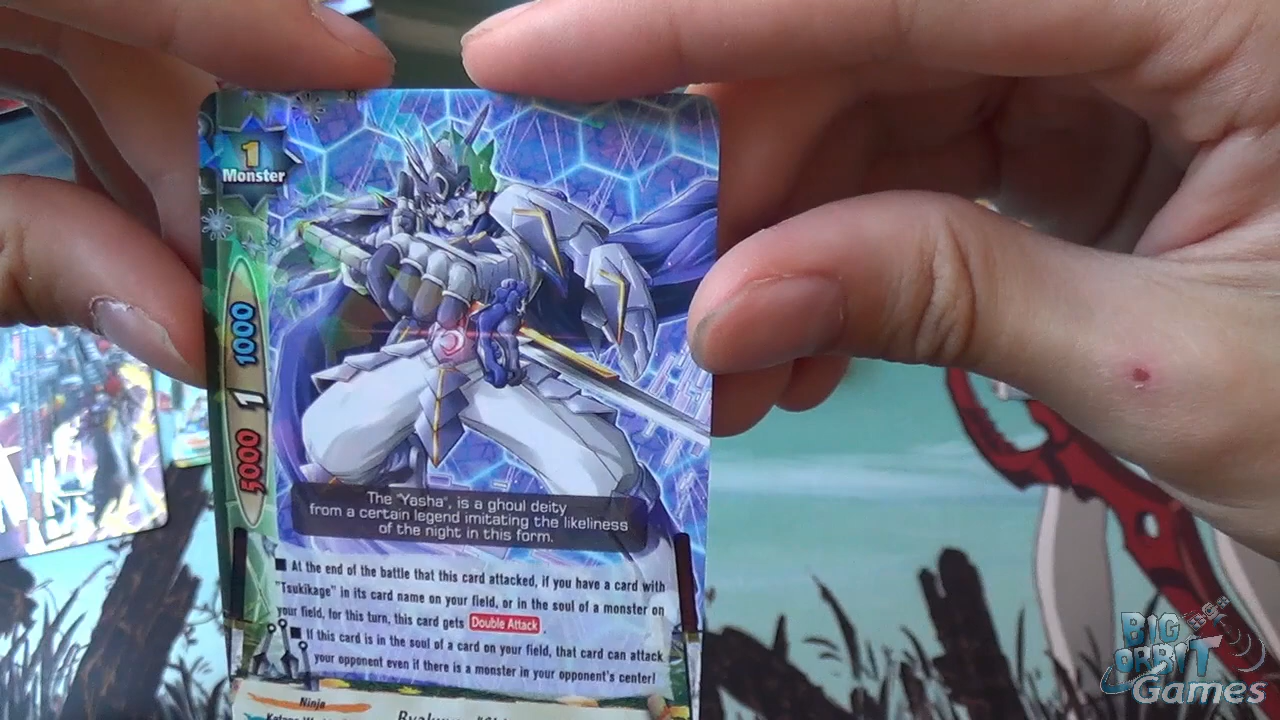 1
Monster
5000 1 1000
The "Yasha", is a ghoul deity
from a certain legend imitating the likeliness
of the night in this form.
■ At the end of the battle that this card attacked, if you have a card with
"Tsukikage" in its card name on your field, or in the soul of a monster on
your field, for this turn, this card gets Double Attack.
■ If this card is in the soul of a card on your field, that card can attack
your opponent even if there is a monster in your opponent's center!
Ninja
BIG
ORBIT
Games